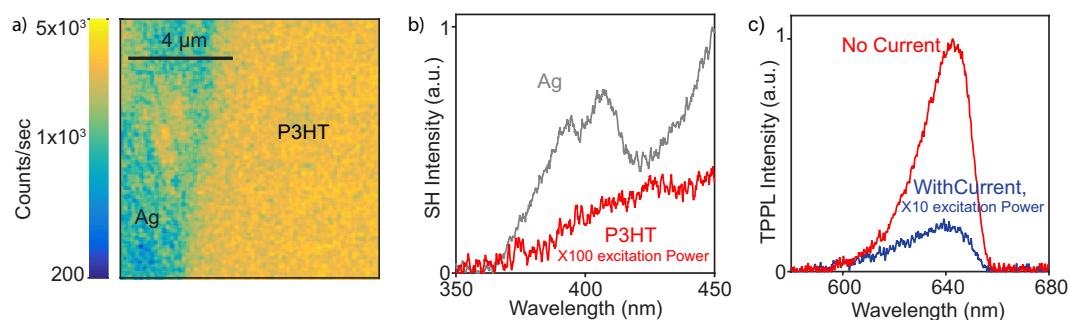 a)
5x10³
1x10³
200
Counts/sec
4 µm
P3HT
Ag
b)
1
0
SH Intensity (a.u.)
Ag
P3HT
X100 excitation Power
350
400
450
Wavelength (nm)
c)
1
0
TPPL Intensity (a.u.)
No Current
WithCurrent,
X10 excitation Power
600
640
680
Wavelength (nm)